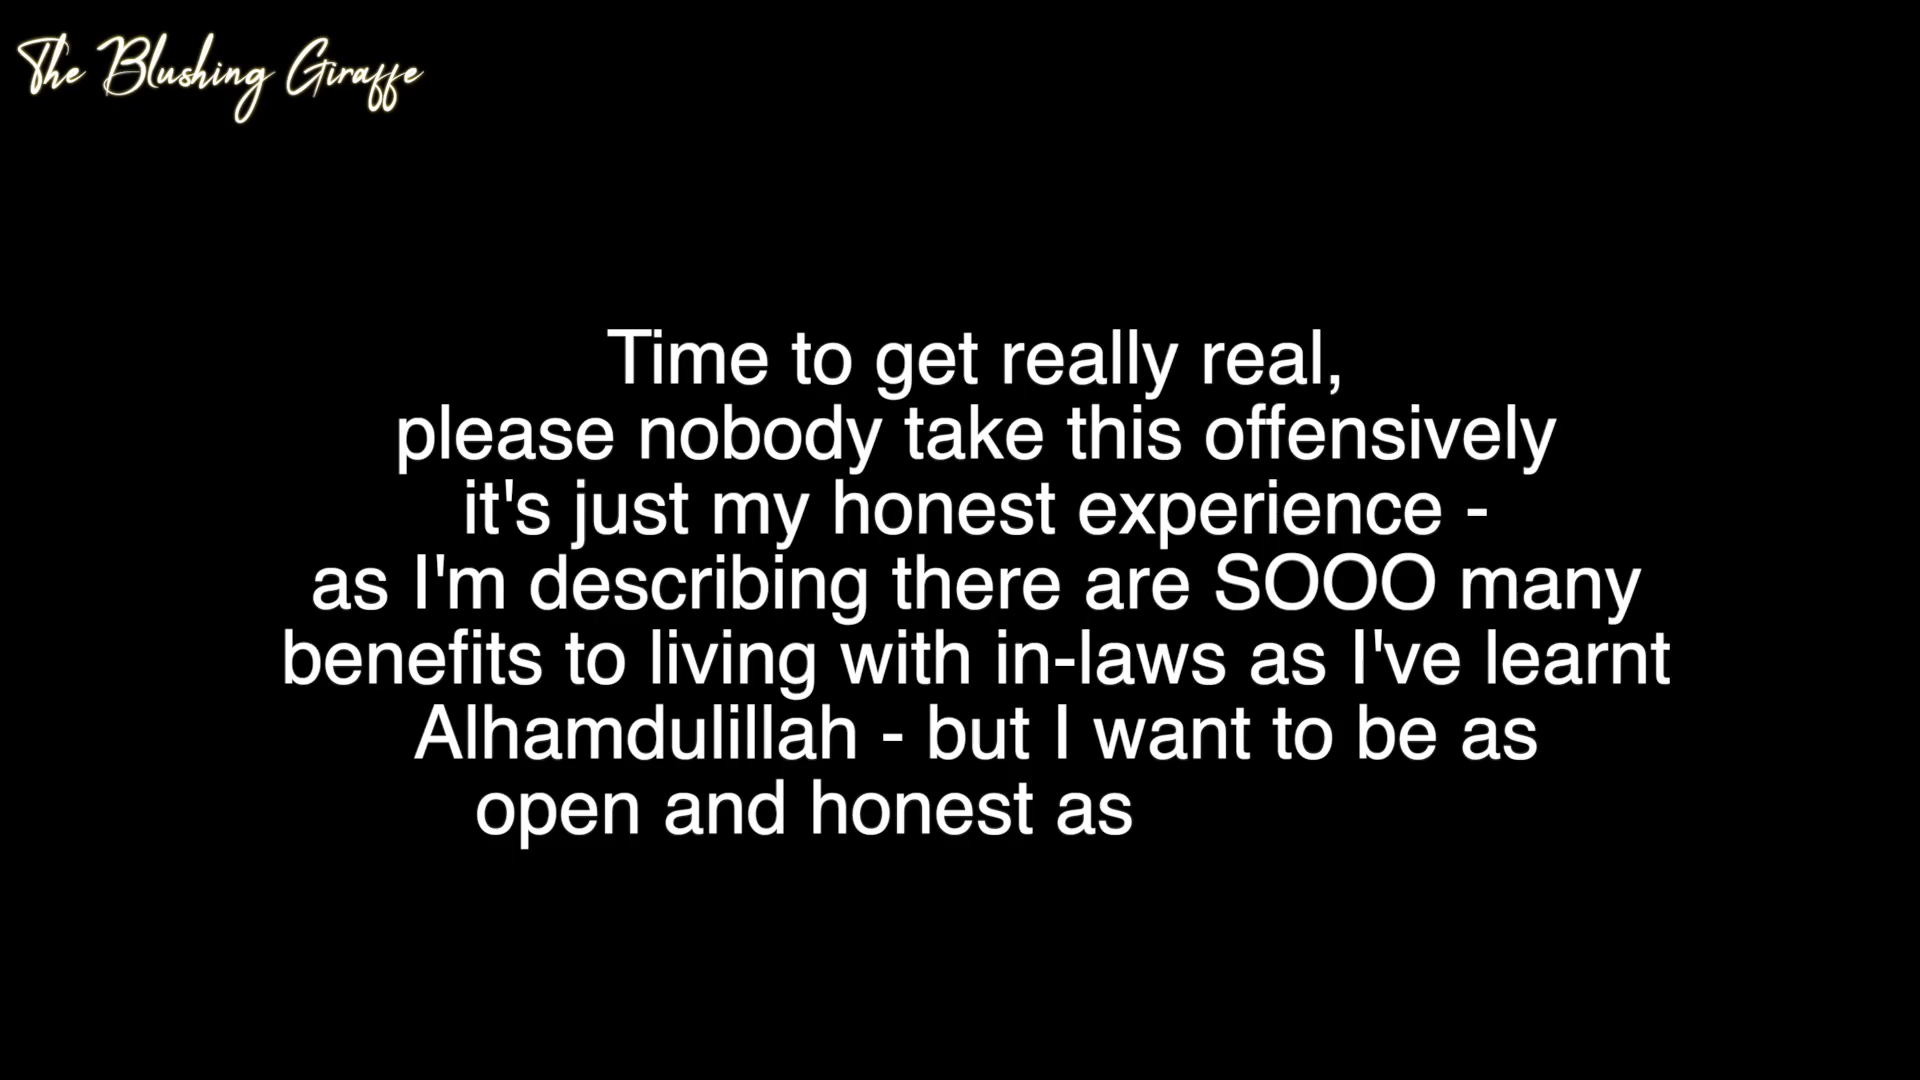 The Blushing Giraffe
Time to get really real,
please nobody take this offensively
it's just my honest experience -
as I'm describing there are SOOO many
benefits to living with in-laws as I've learnt
Alhamdulillah - but I want to be as
open and honest as